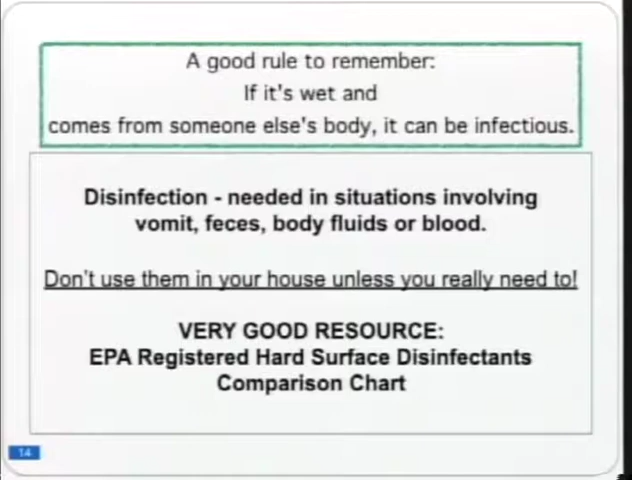 A good rule to remember:
If it's wet and
comes from someone else's body, it can be infectious.
Disinfection - needed in situations involving
vomit, feces, body fluids or blood.
Don't use them in your house unless you really need to!
VERY GOOD RESOURCE:
EPA Registered Hard Surface Disinfectants
Comparison Chart
14